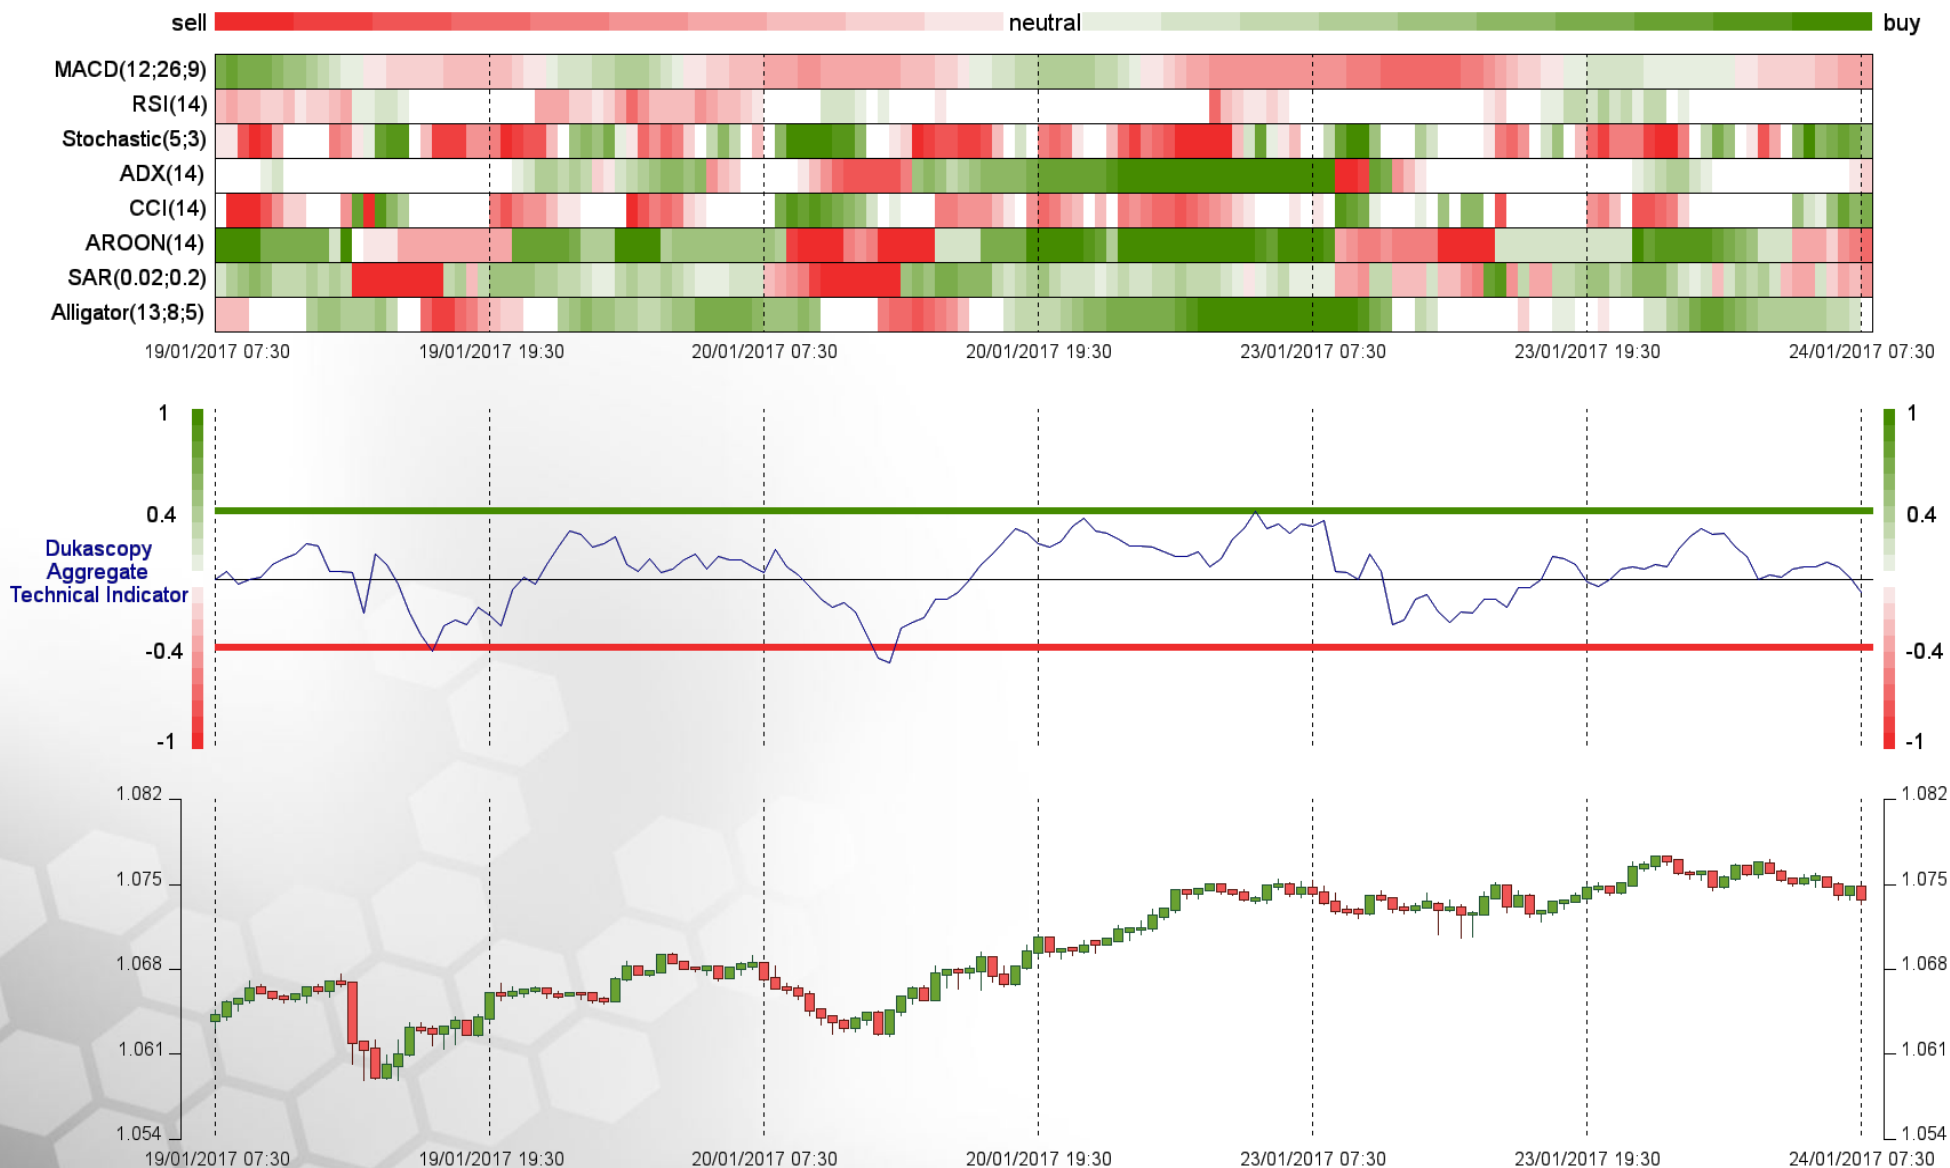 sell neutral buy
MACD(12;26;9)
RSI(14)
Stochastic(5;3)
ADX(14)
CCI(14)
AROON(14)
SAR(0.02;0.2)
Alligator(13;8;5)
19/01/2017 07:30 19/01/2017 19:30 20/01/2017 07:30 20/01/2017 19:30 23/01/2017 07:30 23/01/2017 19:30 24/01/2017 07:30
1 1
0.4 0.4
Dukascopy
Aggregate
Technical Indicator
-0.4 -0.4
-1 -1
1.082 1.082
1.075 1.075
1.068 1.068
1.061 1.061
1.054 1.054
19/01/2017 07:30 19/01/2017 19:30 20/01/2017 07:30 20/01/2017 19:30 23/01/2017 07:30 23/01/2017 19:30 24/01/2017 07:30